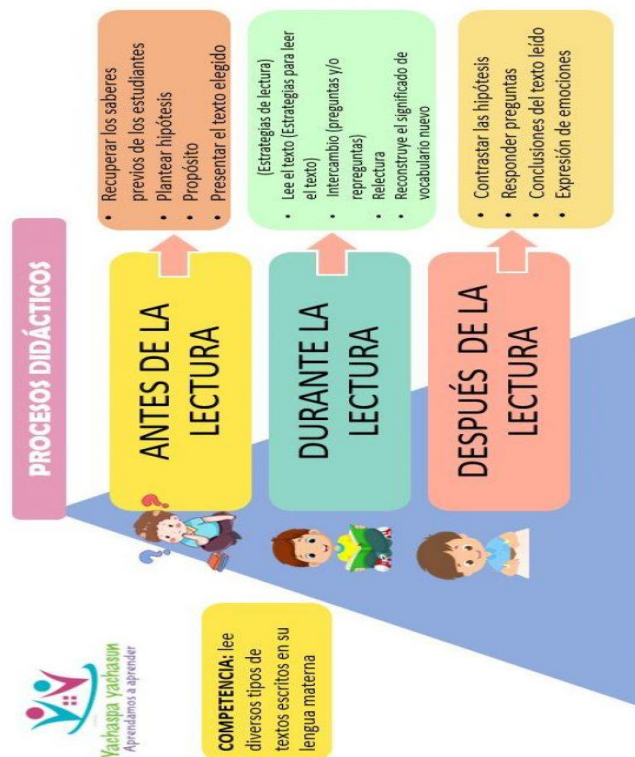 Yachaspa yachasun
Aprendamos a aprender
PROCESOS DIDÁCTICOS
COMPETENCIA: lee
diversos tipos de
textos escritos en su
lengua materna
ANTES DE LA
LECTURA
• Recuperar los saberes
previos de los estudiantes
• Plantear hipótesis
• Propósito
• Presentar el texto elegido
DURANTE LA
LECTURA
(Estrategias de lectura)
• Lee el texto (Estrategias para leer
el texto)
• Intercambio (preguntas y/o
repreguntas)
• Relectura
• Reconstruye el significado de
vocabulario nuevo
DESPUÉS DE LA
LECTURA
• Contrastar las hipótesis
• Responder preguntas
• Conclusiones del texto leído
• Expresión de emociones